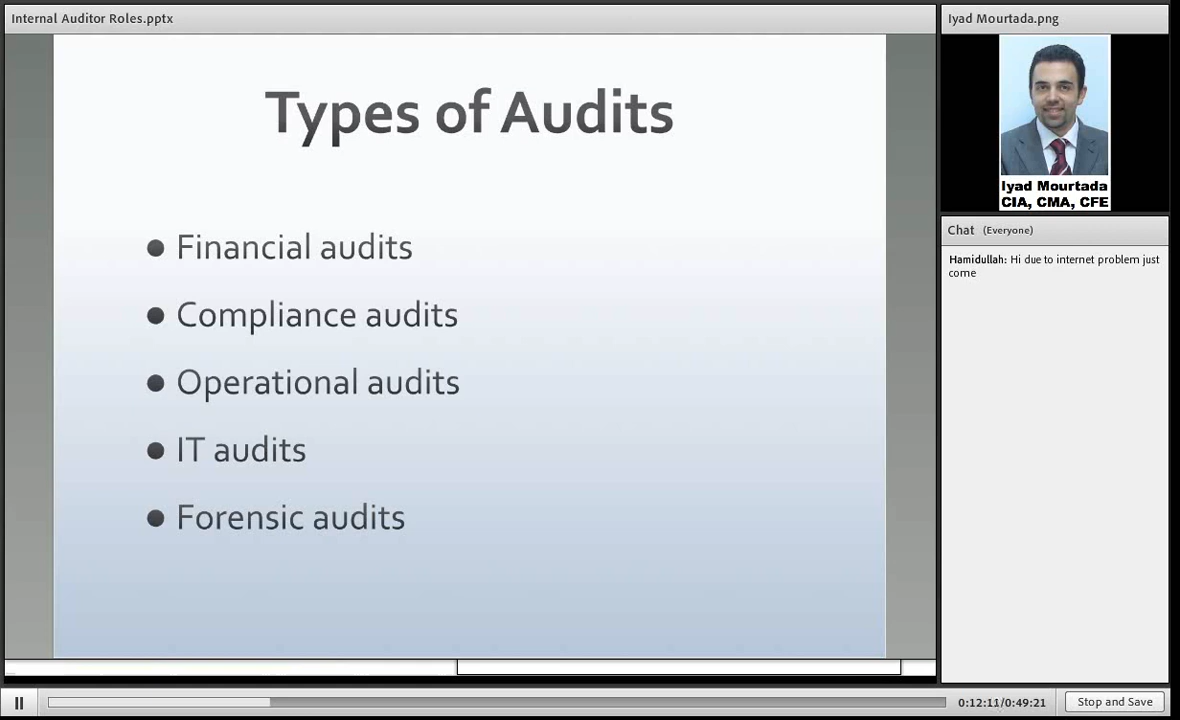 Internal Auditor Roles.pptx
Types of Audits
● Financial audits
● Compliance audits
● Operational audits
● IT audits
● Forensic audits
Iyad Mourtada.png
Iyad Mourtada
CIA, CMA, CFE
Chat (Everyone)
Hamidullah: Hi due to internet problem just
come
0:12:11/0:49:21
Stop and Save